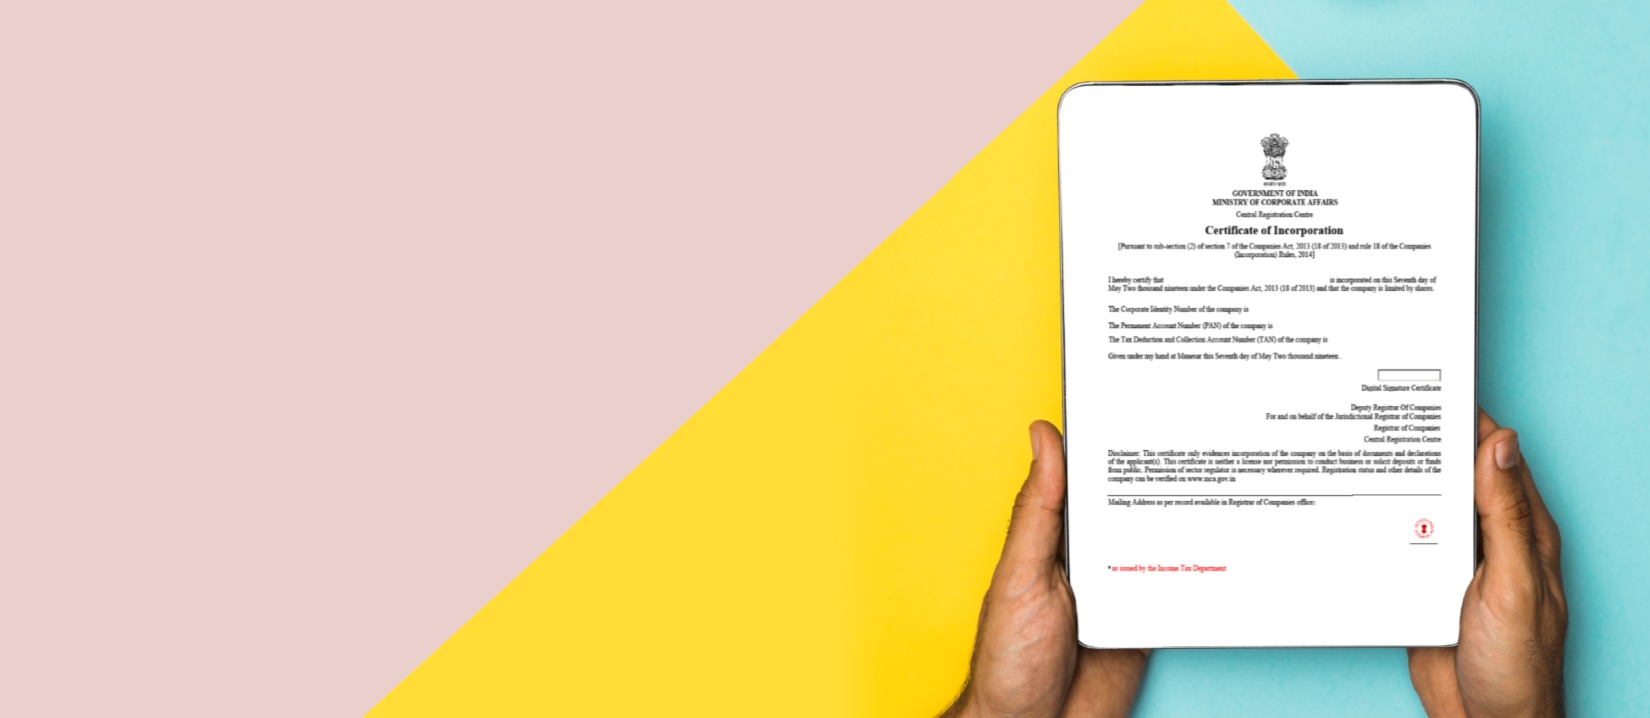 GOVERNMENT OF INDIA
MINISTRY OF CORPORATE AFFAIRS
Central Registration Centre
Certificate of Incorporation
[Pursuant to sub-section (2) of section 7 of the Companies Act, 2013 (18 of 2013) and rule 18 of the Companies
(Incorporation) Rules, 2014]
I hereby certify that is incorporated on this Seventh day of
May Two thousand nineteen under the Companies Act, 2013 (18 of 2013) and that the company is limited by shares.
The Corporate Identity Number of the company is
The Permanent Account Number (PAN) of the company is
The Tax Deduction and Collection Account Number (TAN) of the company is
Given under my hand at Manesar this Seventh day of May Two thousand nineteen .
Digital Signature Certificate
Deputy Registrar Of Companies
For and on behalf of the Jurisdictional Registrar of Companies
Registrar of Companies
Central Registration Centre
Disclaimer: This certificate only evidences incorporation of the company on the basis of documents and declarations
of the applicant(s). This certificate is neither a license nor permission to conduct business or solicit deposits or funds
from public. Permission of sector regulator is necessary wherever required. Registration status and other details of the
company can be verified on www.mca.gov.in
Mailing Address as per record available in Registrar of Companies office:
* as issued by the Income Tax Department